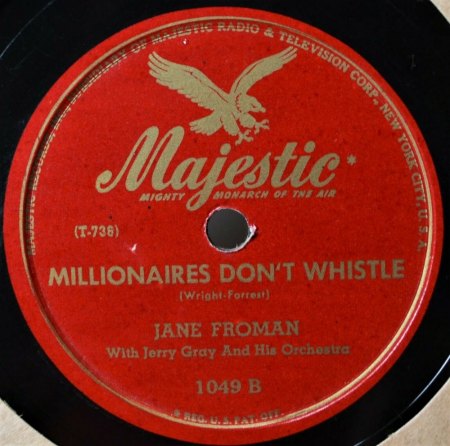 MAJESTIC RECORDS, INC., SUBSIDIARY OF MAJESTIC RADIO & TELEVISION CORP., NEW YORK CITY, U.S.A.
Majestic*
MIGHTY MONARCH OF THE AIR
(T-738)
MILLIONAIRES DON'T WHISTLE
(Wright-Forrest)
JANE FROMAN
With Jerry Gray And His Orchestra
1049 B
* REG. U.S. PAT. OFF.